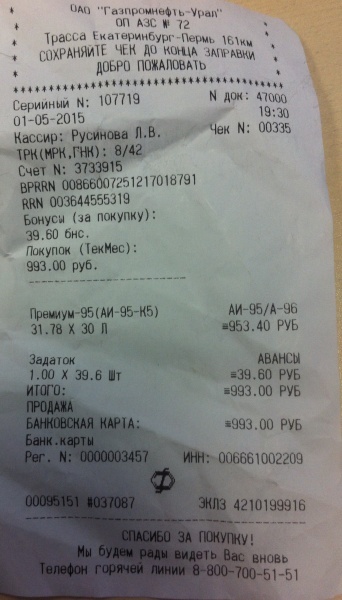 ОАО "Газпромнефть-Урал"
ОП АЗС № 72
Трасса Екатеринбург-Пермь 161км
СОХРАНЯЙТЕ ЧЕК ДО КОНЦА ЗАПРАВКИ
ДОБРО ПОЖАЛОВАТЬ
Серийный N: 107719 N док: 47000
01-05-2015 19:30
Кассир: Русинова Л.В. Чек N: 00335
ТРК(МРК,ГНК): 8/42
Счет N: 3733915
BPRRN 00866007251217018791
RRN 003644555319
Бонусы (за покупку):
39.60 бнс.
Покупок (ТекМес):
993.00 руб.
Премиум-95(АИ-95-К5) АИ-95/А-96
31.78 X 30 Л =953.40 РУБ
Задаток АВАНСЫ
1.00 X 39.6 Шт =39.60 РУБ
ИТОГО: =993.00 РУБ
ПРОДАЖА
БАНКОВСКАЯ КАРТА: =993.00 РУБ
Банк.карты
Рег. N: 0000003457 ИНН: 006661002209
00095151 #037087 ЭКЛЗ 4210199916
СПАСИБО ЗА ПОКУПКУ!
Мы будем рады видеть Вас вновь
Телефон горячей линии 8-800-700-51-51